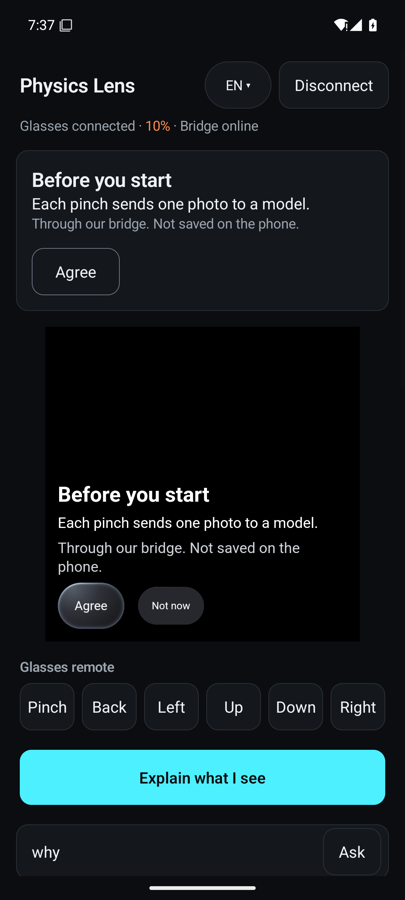 7:37
Physics Lens
EN ▾
Disconnect
Glasses connected · 10% · Bridge online
Before you start
Each pinch sends one photo to a model.
Through our bridge. Not saved on the phone.
Agree
Before you start
Each pinch sends one photo to a model.
Through our bridge. Not saved on the
phone.
Agree
Not now
Glasses remote
Pinch
Back
Left
Up
Down
Right
Explain what I see
why
Ask